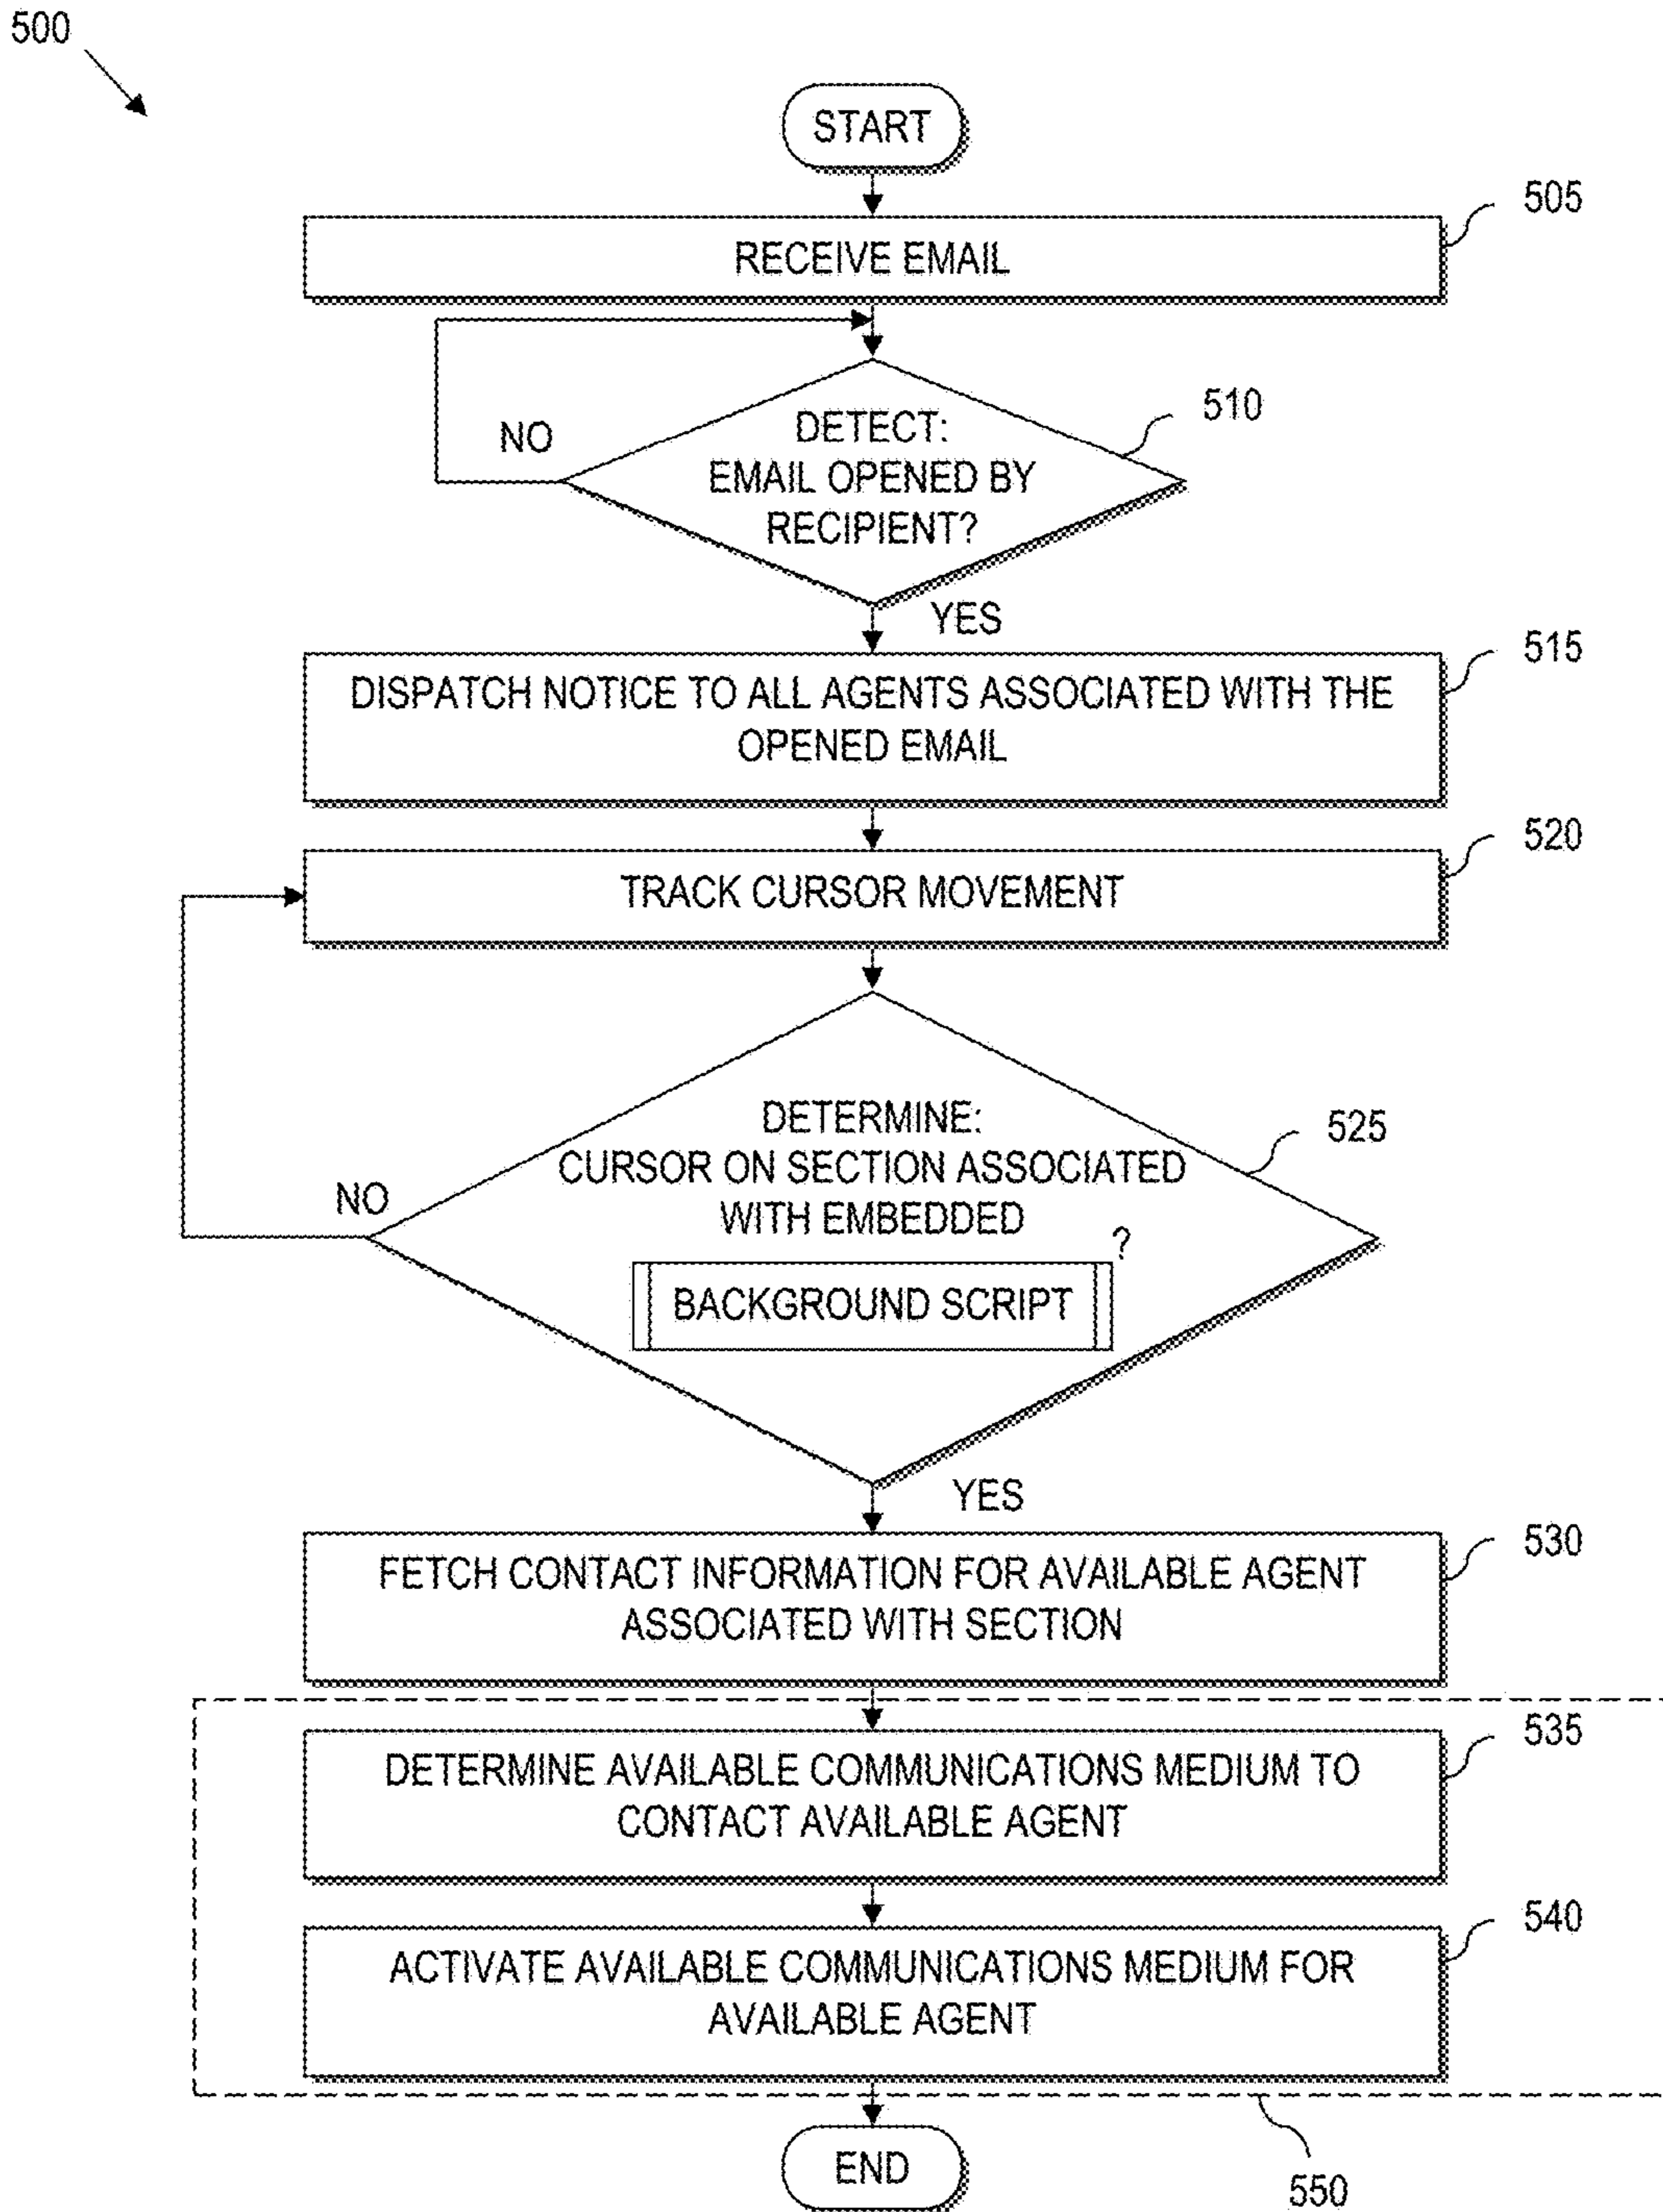 500
START
505
RECEIVE EMAIL
510
NO
DETECT:
EMAIL OPENED BY
RECIPIENT?
YES
515
DISPATCH NOTICE TO ALL AGENTS ASSOCIATED WITH THE
OPENED EMAIL
520
TRACK CURSOR MOVEMENT
525
DETERMINE:
CURSOR ON SECTION ASSOCIATED
WITH EMBEDDED
NO
?
BACKGROUND SCRIPT
YES
530
FETCH CONTACT INFORMATION FOR AVAILABLE AGENT
ASSOCIATED WITH SECTION
535
DETERMINE AVAILABLE COMMUNICATIONS MEDIUM TO
CONTACT AVAILABLE AGENT
540
ACTIVATE AVAILABLE COMMUNICATIONS MEDIUM FOR
AVAILABLE AGENT
END
550